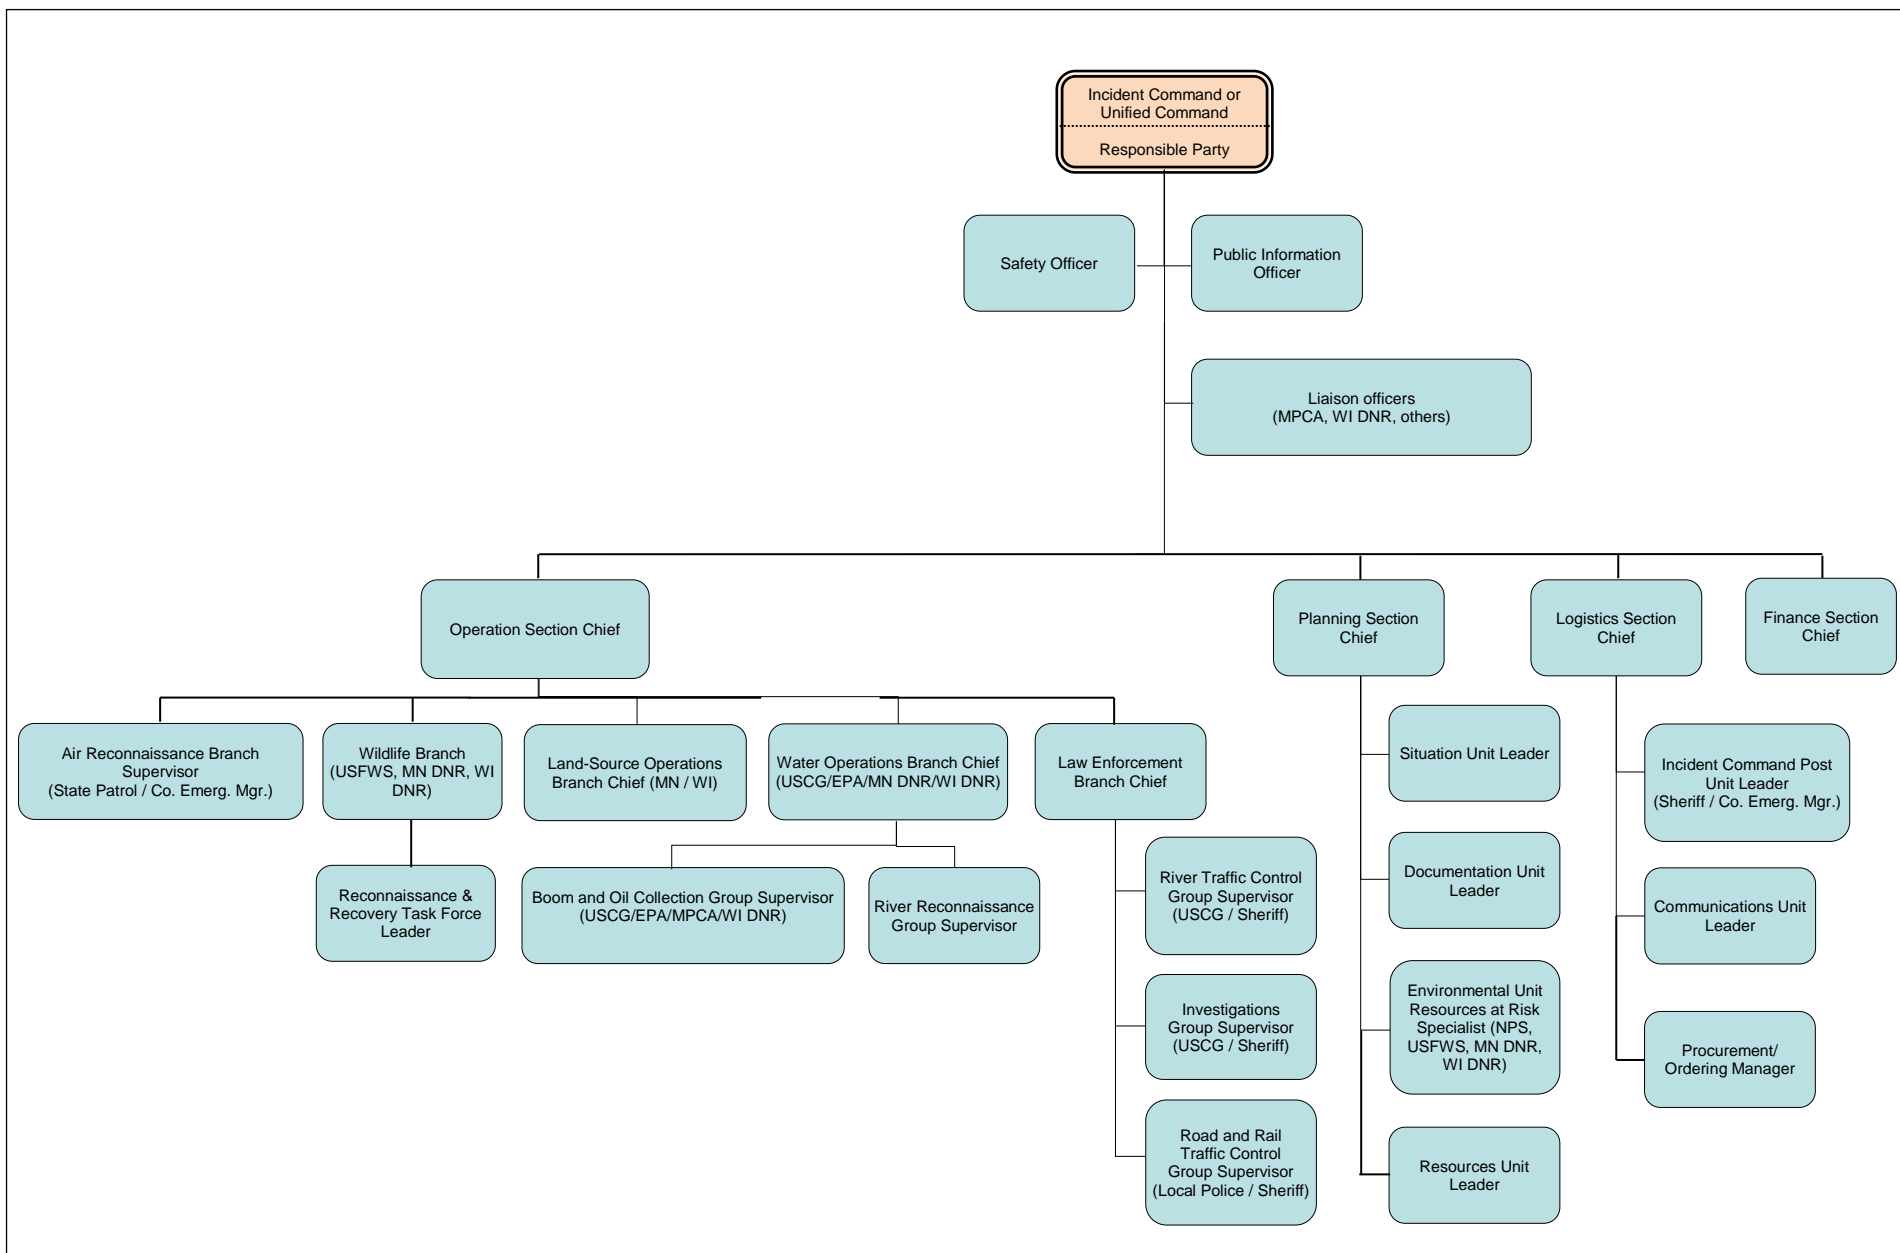 Incident Command or
Unified Command
Responsible Party
Safety Officer
Public Information
Officer
Liaison officers
(MPCA, WI DNR, others)
Operation Section Chief
Planning Section
Chief
Logistics Section
Chief
Finance Section
Chief
Air Reconnaissance Branch
Supervisor
(State Patrol / Co. Emerg. Mgr.)
Wildlife Branch
(USFWS, MN DNR, WI
DNR)
Land-Source Operations
Branch Chief (MN / WI)
Water Operations Branch Chief
(USCG/EPA/MN DNR/WI DNR)
Law Enforcement
Branch Chief
Situation Unit Leader
Incident Command Post
Unit Leader
(Sheriff / Co. Emerg. Mgr.)
Reconnaissance &
Recovery Task Force
Leader
Boom and Oil Collection Group Supervisor
(USCG/EPA/MPCA/WI DNR)
River Reconnaissance
Group Supervisor
River Traffic Control
Group Supervisor
(USCG / Sheriff)
Documentation Unit
Leader
Communications Unit
Leader
Investigations
Group Supervisor
(USCG / Sheriff)
Environmental Unit
Resources at Risk
Specialist (NPS,
USFWS, MN DNR,
WI DNR)
Procurement/
Ordering Manager
Road and Rail
Traffic Control
Group Supervisor
(Local Police / Sheriff)
Resources Unit
Leader